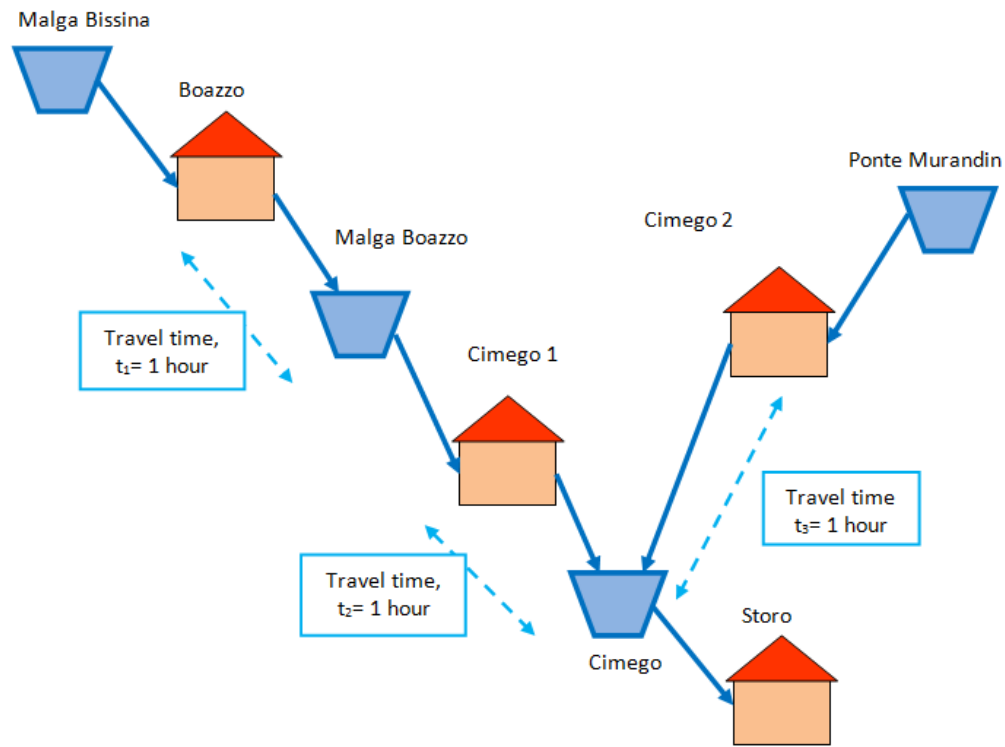 Malga Bissina
Boazzo
Ponte Murandin
Cimego 2
Malga Boazzo
Travel time,
t₁= 1 hour
Cimego 1
Travel time
t₃= 1 hour
Travel time,
t₂= 1 hour
Storo
Cimego